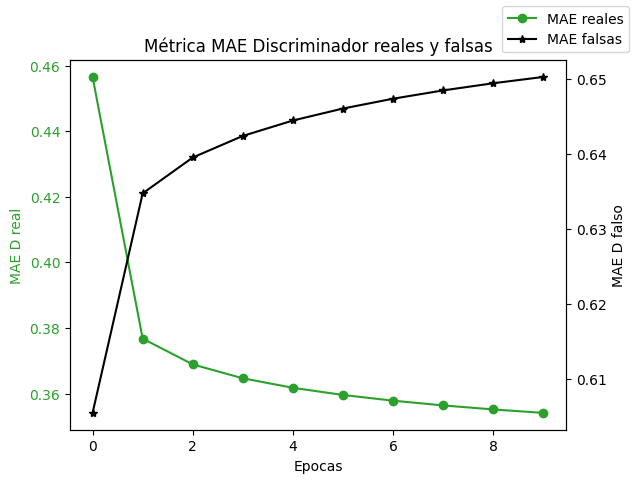 MAE reales
MAE falsas
Métrica MAE Discriminador reales y falsas
0.46
0.44
0.42
0.40
0.38
0.36
MAE D real
0.65
0.64
0.63
0.62
0.61
MAE D falso
0
2
4
6
8
Epocas